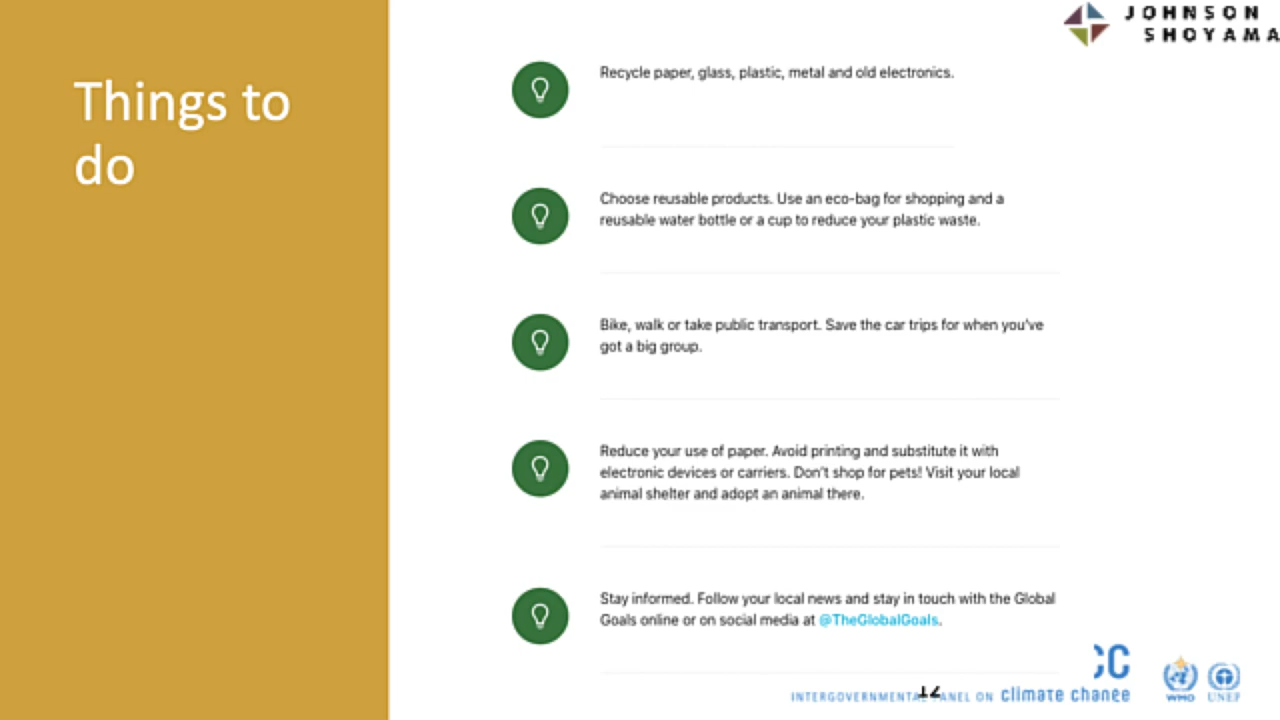 Things to
do
JOHNSON
SHOYAMA
Recycle paper, glass, plastic, metal and old electronics.
Choose reusable products. Use an eco-bag for shopping and a
reusable water bottle or a cup to reduce your plastic waste.
Bike, walk or take public transport. Save the car trips for when you've
got a big group.
Reduce your use of paper. Avoid printing and substitute it with
electronic devices or carriers. Don't shop for pets! Visit your local
animal shelter and adopt an animal there.
Stay informed. Follow your local news and stay in touch with the Global
Goals online or on social media at @TheGlobalGoals.
INTERGOVERNMENTAL PANEL ON climate change
WMO
UNEP